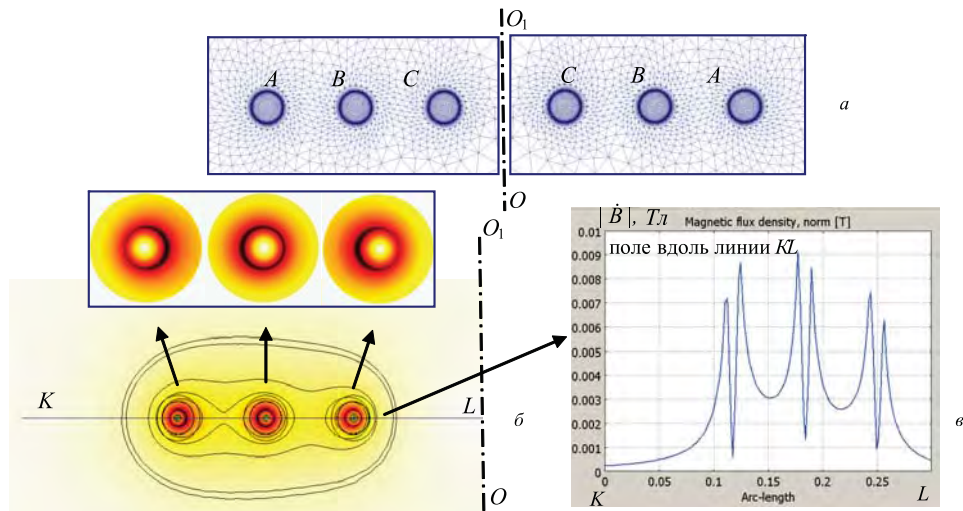 O₁
A B C C B A
а
O
O₁
|Ḃ|, Тл
Magnetic flux density, norm [T]
поле вдоль линии KL
0.01
0.009
0.008
0.007
0.006
0.005
0.004
0.003
0.002
0.001
0
0 0.05 0.1 0.15 0.2 0.25
K Arc-length L
в
K L
б
O